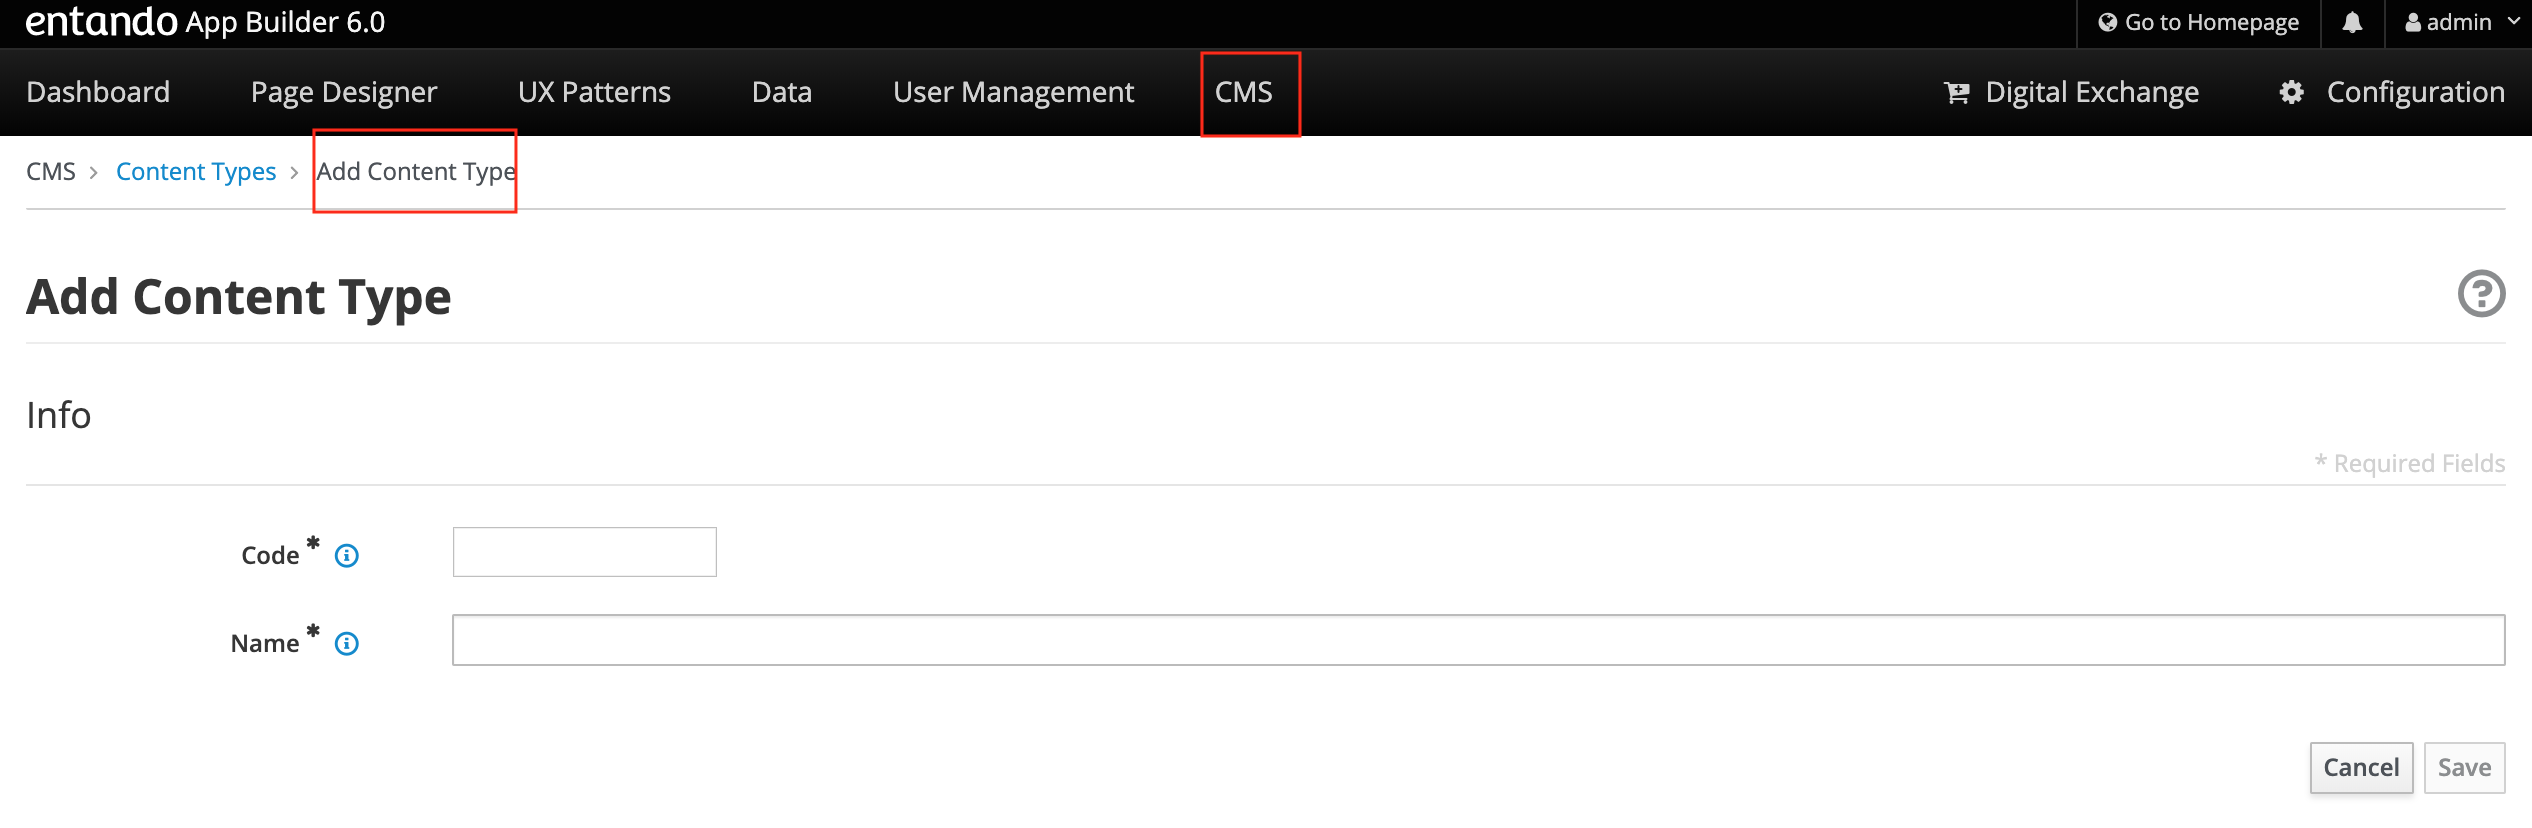 entando App Builder 6.0 Go to Homepage admin
Dashboard Page Designer UX Patterns Data User Management CMS Digital Exchange Configuration
CMS > Content Types > Add Content Type
Add Content Type
Info
* Required Fields
Code *
Name *
Cancel Save